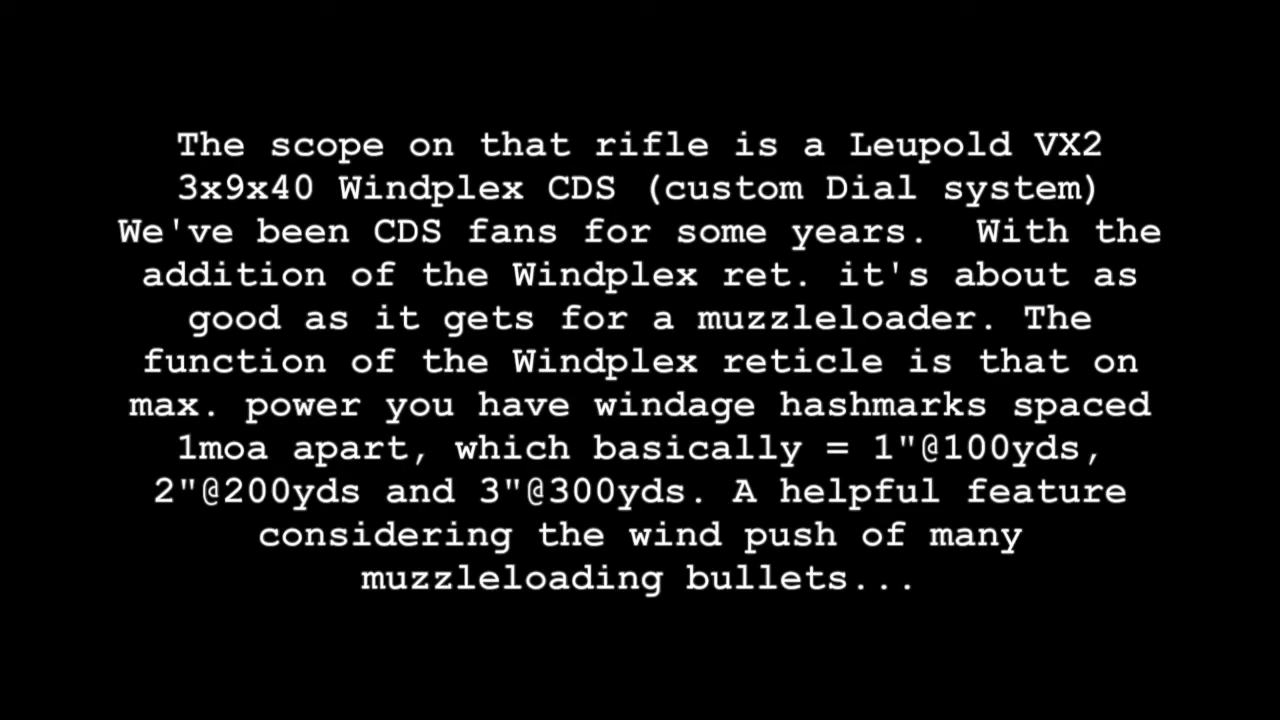 The scope on that rifle is a Leupold VX2
3x9x40 Windplex CDS (custom Dial system)
We've been CDS fans for some years.  With the
addition of the Windplex ret. it's about as
good as it gets for a muzzleloader. The
function of the Windplex reticle is that on
max. power you have windage hashmarks spaced
1moa apart, which basically = 1"@100yds,
2"@200yds and 3"@300yds. A helpful feature
considering the wind push of many
muzzleloading bullets...